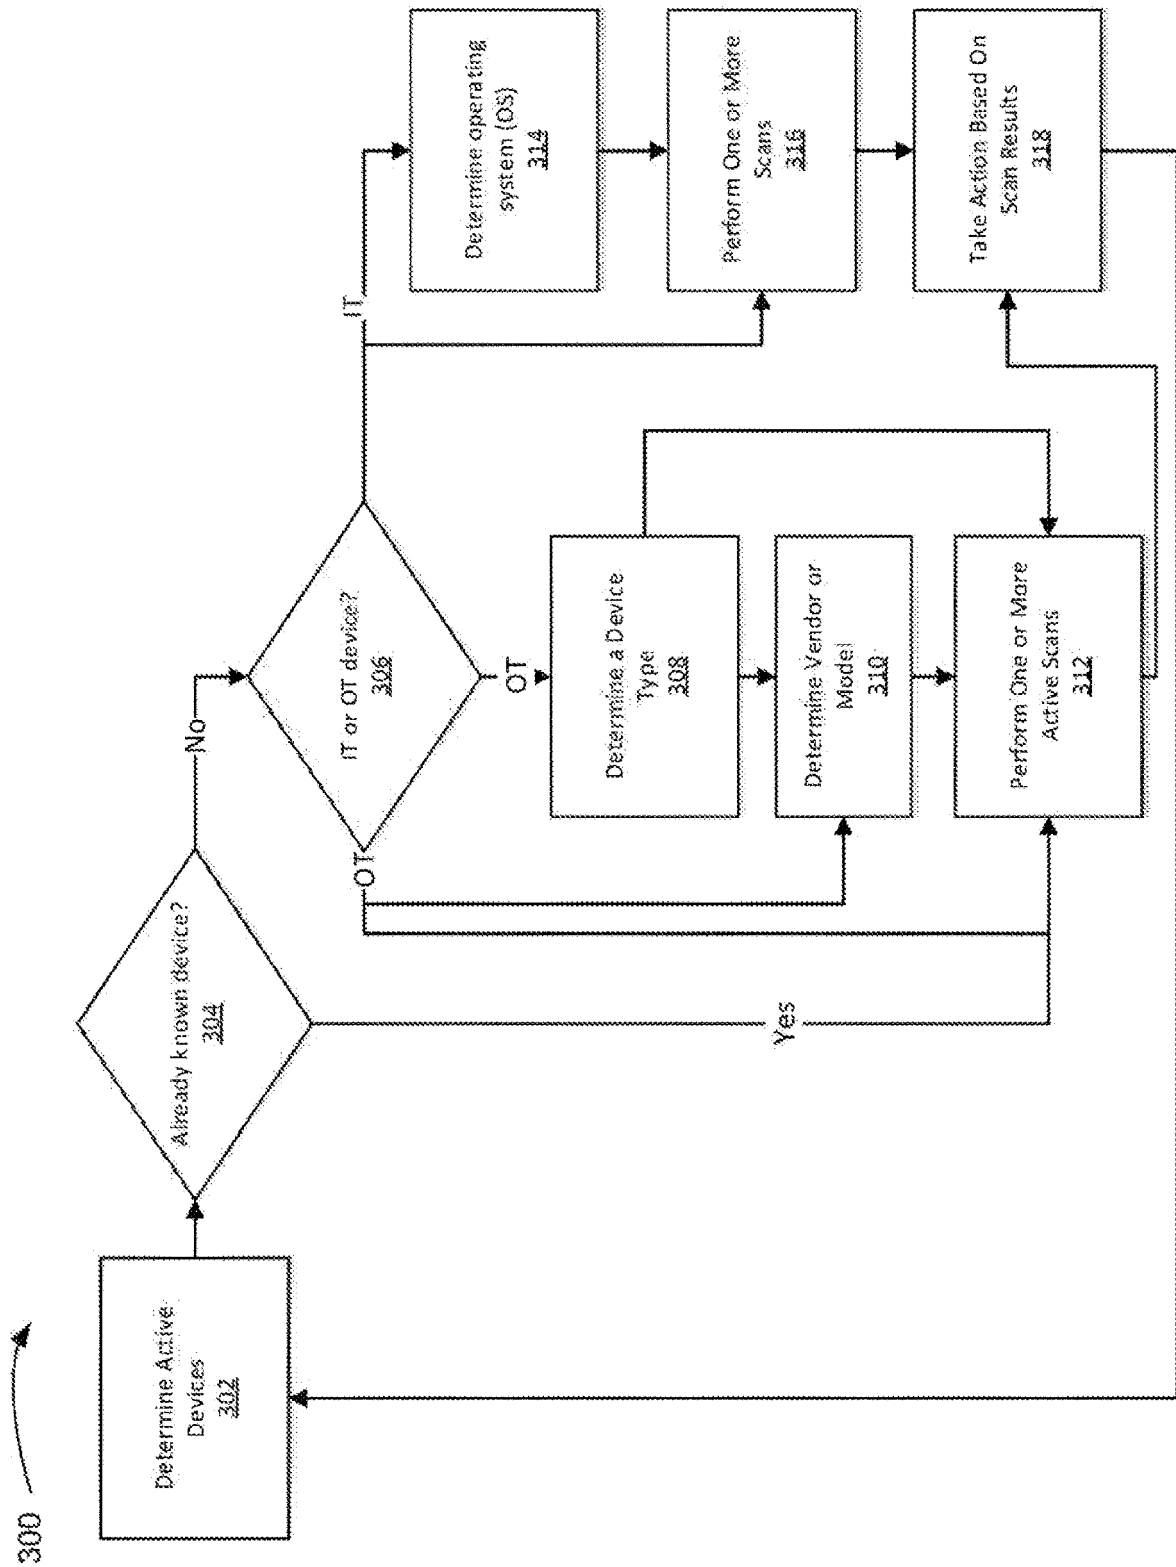 300
Determine Active
Devices
302
Already known device?
304
No
Yes
IT or OT device?
306
OT
OT
IT
Determine a Device
Type
308
Determine Vendor or
Model
310
Perform One or More
Active Scans
312
Determine operating
system (OS)
314
Perform One or More
Scans
316
Take Action Based On
Scan Results
318